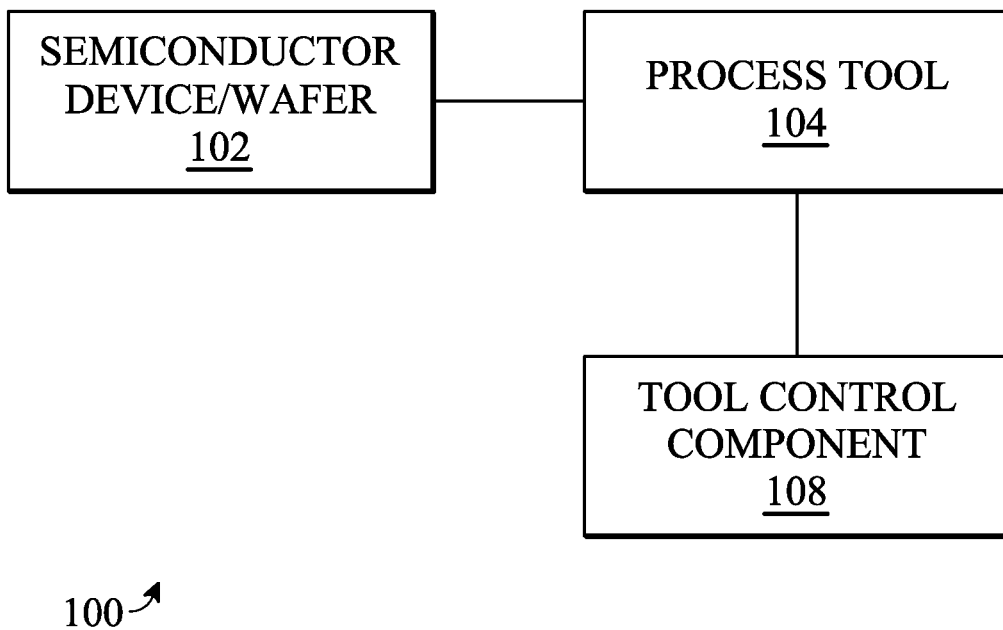 SEMICONDUCTOR
DEVICE/WAFER
102
PROCESS TOOL
104
TOOL CONTROL
COMPONENT
108
100